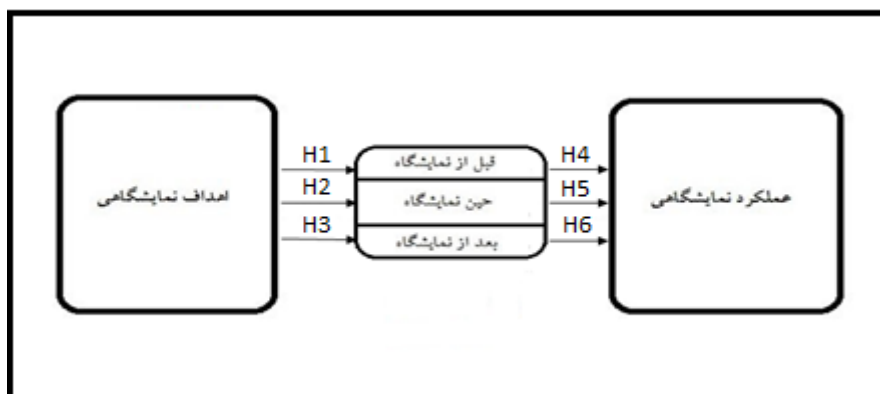 اهداف نمایشگاهی
H1
H2
H3
قبل از نمایشگاه
حین نمایشگاه
بعد از نمایشگاه
H4
H5
H6
عملکرد نمایشگاهی